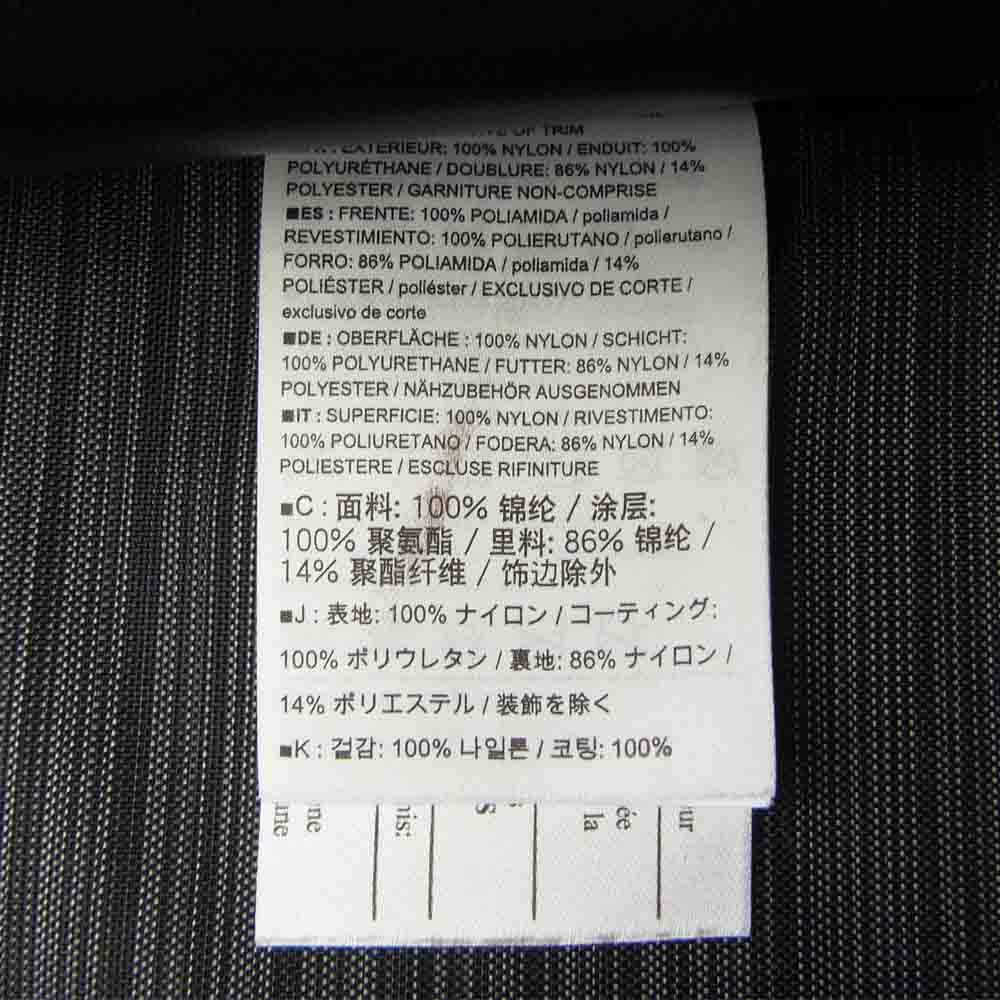 OF TRIM
EXTERIEUR: 100% NYLON / ENDUIT: 100%
POLYURÉTHANE / DOUBLURE: 86% NYLON / 14%
POLYESTER / GARNITURE NON-COMPRISE
■ES : FRENTE: 100% POLIAMIDA / poliamida /
REVESTIMIENTO: 100% POLIERUTANO / polierutano /
FORRO: 86% POLIAMIDA / poliamida / 14%
POLIÉSTER / poliéster / EXCLUSIVO DE CORTE /
exclusivo de corte
■DE : OBERFLÄCHE : 100% NYLON / SCHICHT:
100% POLYURETHANE / FUTTER: 86% NYLON / 14%
POLYESTER / NÄHZUBEHÖR AUSGENOMMEN
■IT : SUPERFICIE: 100% NYLON / RIVESTIMENTO:
100% POLIURETANO / FODERA: 86% NYLON / 14%
POLIESTERE / ESCLUSE RIFINITURE
■C : 面料: 100% 锦纶 / 涂层:
100% 聚氨酯 / 里料: 86% 锦纶 /
14% 聚酯纤维 / 饰边除外
■J : 表地: 100% ナイロン / コーティング:
100% ポリウレタン / 裏地: 86% ナイロン /
14% ポリエステル / 装飾を除く
■K : 겉감: 100% 나일론 / 코팅: 100%
la